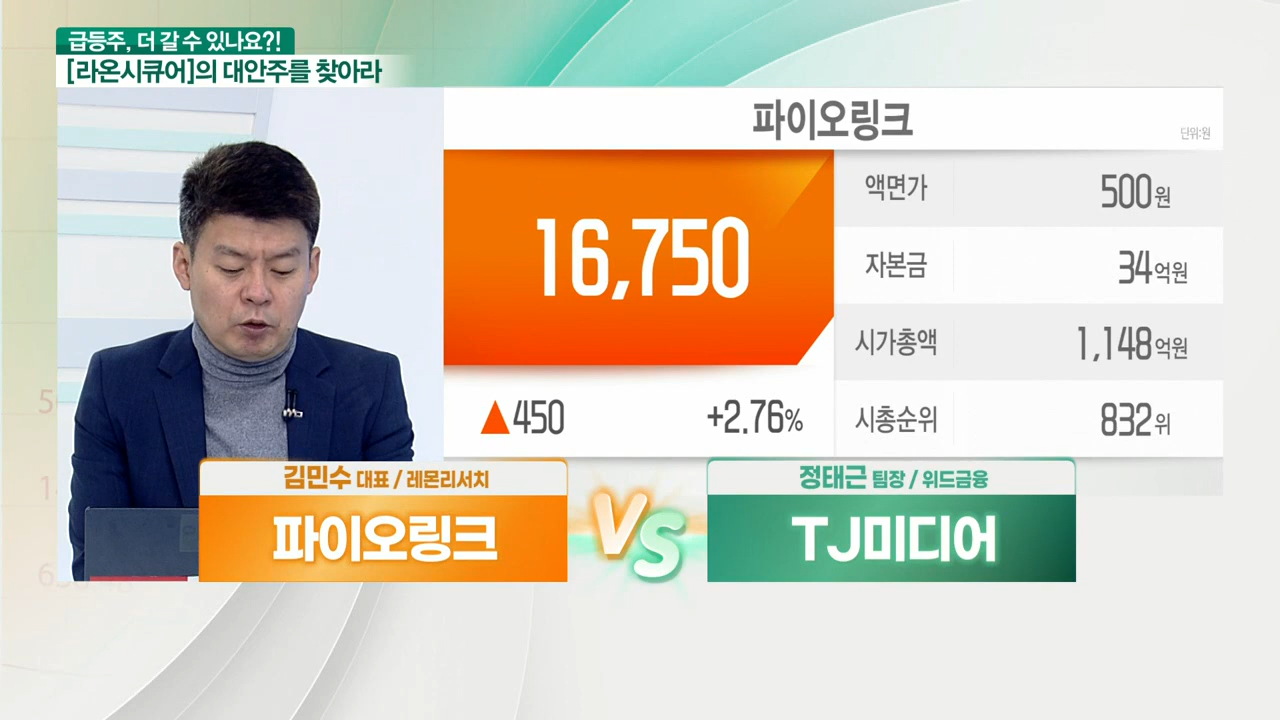 급등주, 더 갈 수 있나요?!
[라온시큐어]의 대안주를 찾아라
파이오링크
단위:원
16,750
▲450 +2.76%
액면가 500원
자본금 34억원
시가총액 1,148억원
시총순위 832위
김민수 대표 / 레몬리서치
파이오링크
VS
정태근 팀장 / 위드금융
TJ미디어